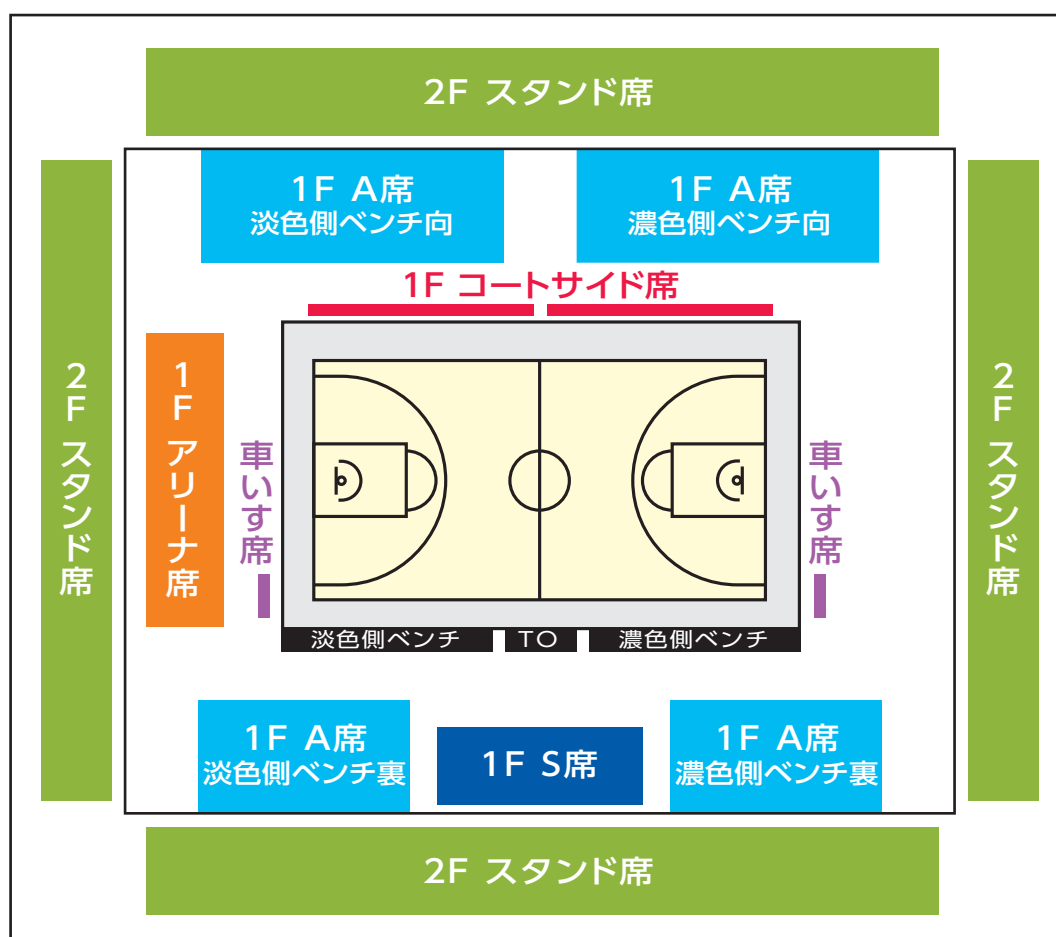 2F スタンド席
1F A席
淡色側ベンチ向
1F A席
濃色側ベンチ向
1F コートサイド席
2F スタンド席
1F アリーナ席
車いす席
車いす席
2F スタンド席
淡色側ベンチ
TO
濃色側ベンチ
1F A席
淡色側ベンチ裏
1F S席
1F A席
濃色側ベンチ裏
2F スタンド席